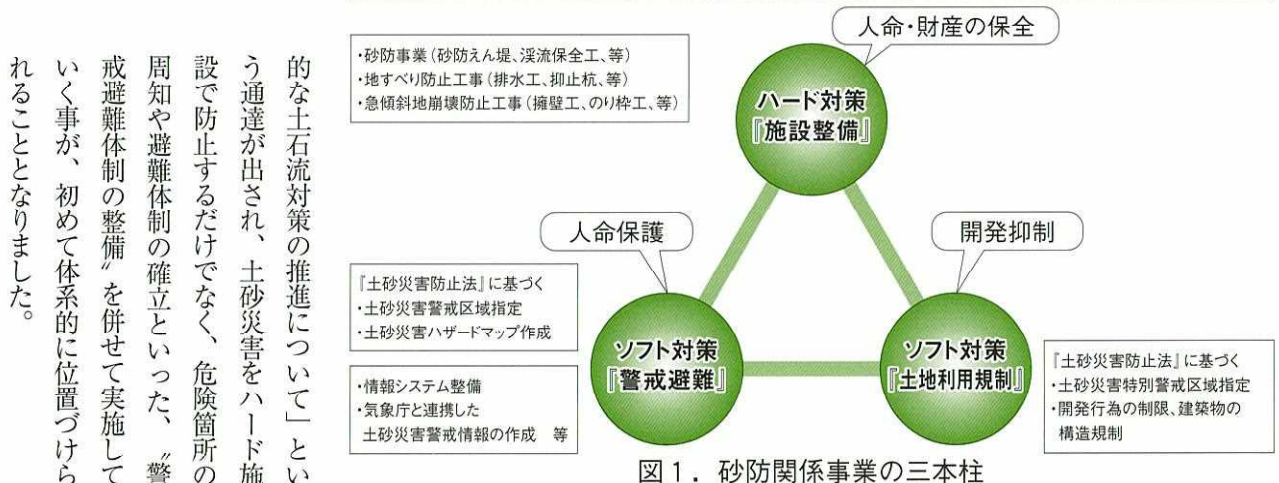 的な土石流対策の推進について」とい
う通達が出され、土砂災害をハード施
設で防止するだけでなく、危険箇所の
周知や避難体制の確立といった、〝警
戒避難体制の整備〟を併せて実施して
いく事が、初めて体系的に位置づけら
れることとなりました。
人命・財産の保全
・砂防事業(砂防えん堤、渓流保全工、等)
・地すべり防止工事(排水工、抑止杭、等)
・急傾斜地崩壊防止工事(擁壁工、のり枠工、等)
ハード対策
『施設整備』
人命保護
開発抑制
『土砂災害防止法』に基づく
・土砂災害警戒区域指定
・土砂災害ハザードマップ作成
・情報システム整備
・気象庁と連携した
土砂災害警戒情報の作成 等
ソフト対策
『警戒避難』
ソフト対策
『土地利用規制』
『土砂災害防止法』に基づく
・土砂災害特別警戒区域指定
・開発行為の制限、建築物の
構造規制
図1. 砂防関係事業の三本柱